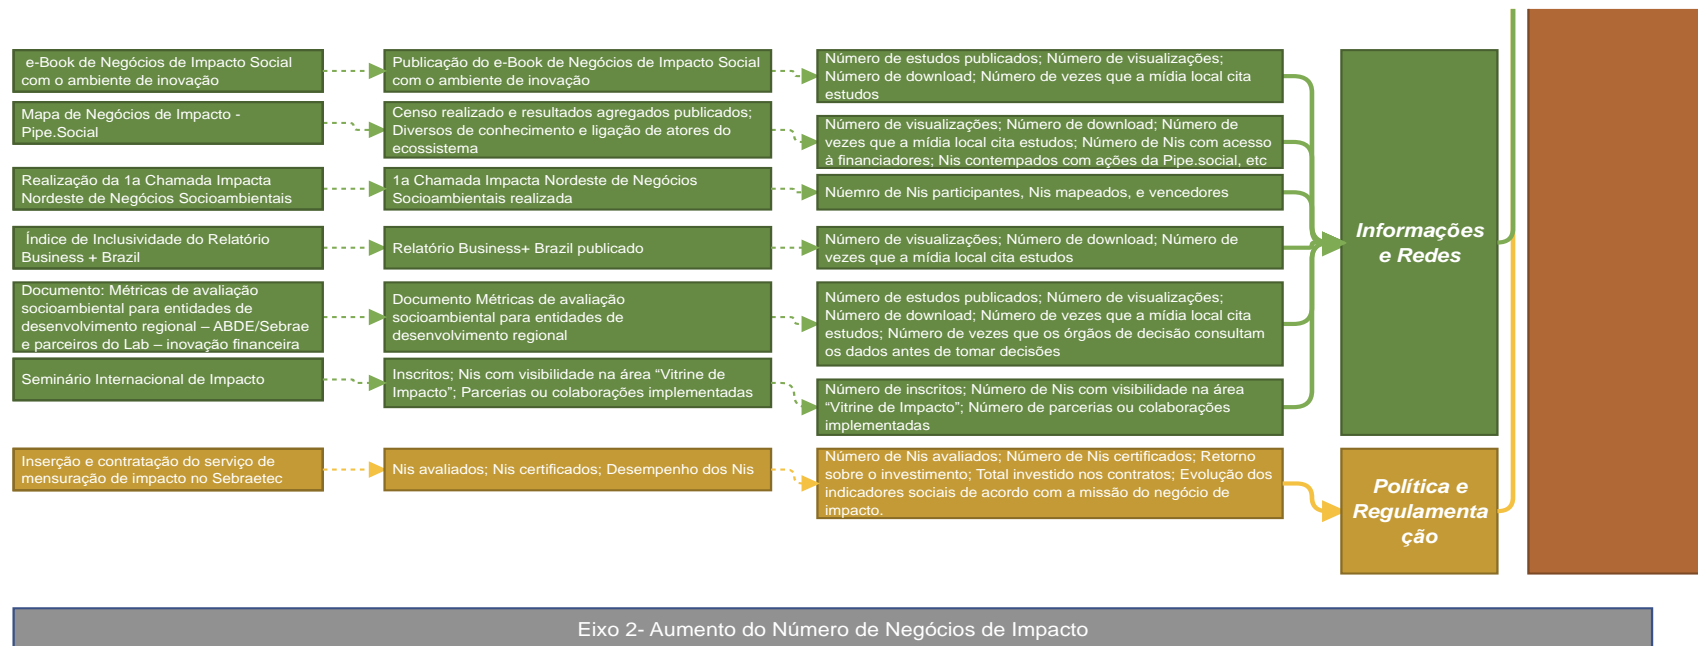 e-Book de Negócios de Impacto Social
com o ambiente de inovação
Publicação do e-Book de Negócios de Impacto Social
com o ambiente de inovação
Número de estudos publicados; Número de visualizações;
Número de download; Número de vezes que a mídia local cita
estudos
Mapa de Negócios de Impacto -
Pipe.Social
Censo realizado e resultados agregados publicados;
Diversos de conhecimento e ligação de atores do
ecossistema
Número de visualizações; Número de download; Número de
vezes que a mídia local cita estudos; Número de Nis com acesso
à financiadores; Nis contempados com ações da Pipe.social, etc
Realização da 1a Chamada Impacta
Nordeste de Negócios Socioambientais
1a Chamada Impacta Nordeste de Negócios
Socioambientais realizada
Núemro de Nis participantes, Nis mapeados, e vencedores
Índice de Inclusividade do Relatório
Business + Brazil
Relatório Business+ Brazil publicado
Número de visualizações; Número de download; Número de
vezes que a mídia local cita estudos
Documento: Métricas de avaliação
socioambiental para entidades de
desenvolvimento regional – ABDE/Sebrae
e parceiros do Lab – inovação financeira
Documento Métricas de avaliação
socioambiental para entidades de
desenvolvimento regional
Número de estudos publicados; Número de visualizações;
Número de download; Número de vezes que a mídia local cita
estudos; Número de vezes que os órgãos de decisão consultam
os dados antes de tomar decisões
Seminário Internacional de Impacto
Inscritos; Nis com visibilidade na área “Vitrine de
Impacto”; Parcerias ou colaborações implementadas
Número de inscritos; Número de Nis com visibilidade na área
“Vitrine de Impacto”; Número de parcerias ou colaborações
implementadas
Informações
e Redes
Inserção e contratação do serviço de
mensuração de impacto no Sebraetec
Nis avaliados; Nis certificados; Desempenho dos Nis
Número de Nis avaliados; Número de Nis certificados; Retorno
sobre o investimento; Total investido nos contratos; Evolução dos
indicadores sociais de acordo com a missão do negócio de
impacto.
Política e
Regulamenta
ção
Eixo 2- Aumento do Número de Negócios de Impacto